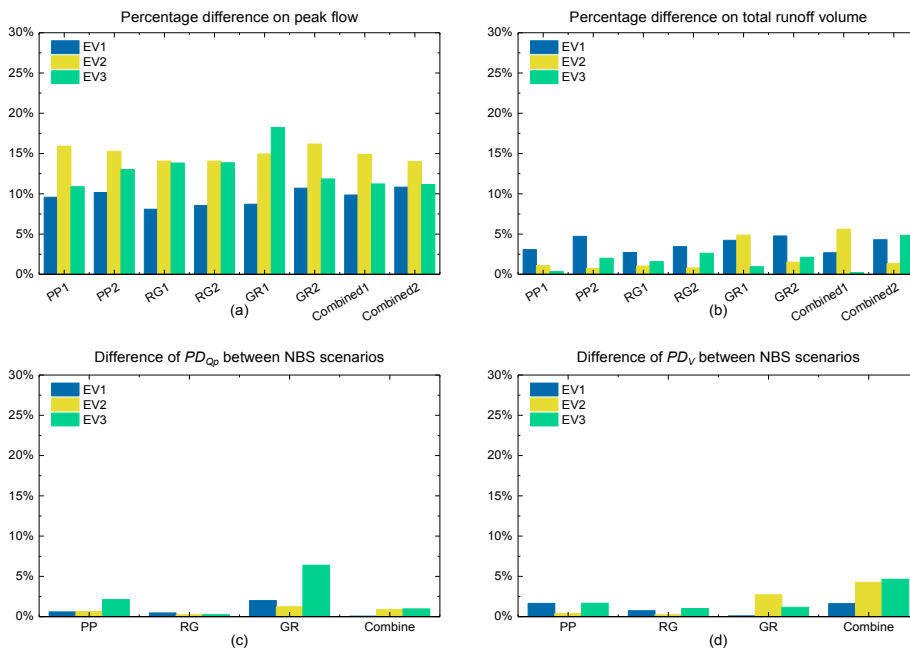 Percentage difference on peak flow
30%
25%
20%
15%
10%
5%
0%
EV1
EV2
EV3
PP1
PP2
RG1
RG2
GR1
GR2
Combined1
Combined2
(a)
Percentage difference on total runoff volume
30%
25%
20%
15%
10%
5%
0%
EV1
EV2
EV3
PP1
PP2
RG1
RG2
GR1
GR2
Combined1
Combined2
(b)
Difference of PD_Qp between NBS scenarios
30%
25%
20%
15%
10%
5%
0%
EV1
EV2
EV3
PP
RG
GR
Combine
(c)
Difference of PD_V between NBS scenarios
30%
25%
20%
15%
10%
5%
0%
EV1
EV2
EV3
PP
RG
GR
Combine
(d)